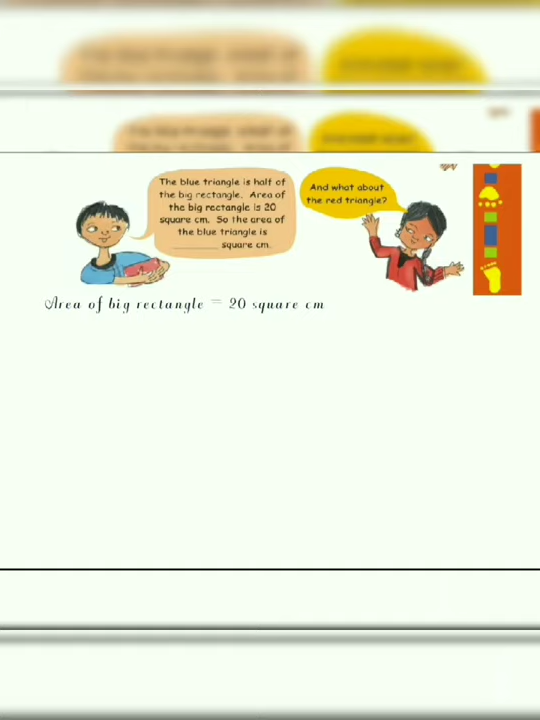 The blue triangle is half of
the big rectangle. Area of
the big rectangle is 20
square cm. So the area of
the blue triangle is
________ square cm.
And what about
the red triangle?
Area of big rectangle = 20 square cm